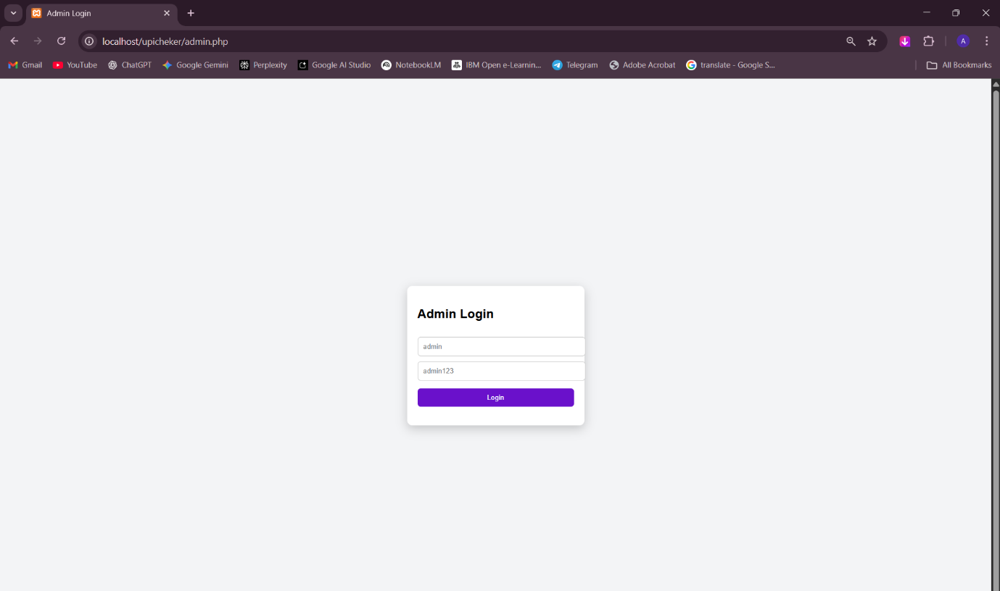 Admin Login
localhost/upicheker/admin.php
A
Gmail
YouTube
ChatGPT
Google Gemini
Perplexity
Google AI Studio
NotebookLM
IBM Open e-Learnin...
Telegram
Adobe Acrobat
translate - Google S...
All Bookmarks
Admin Login
admin
admin123
Login